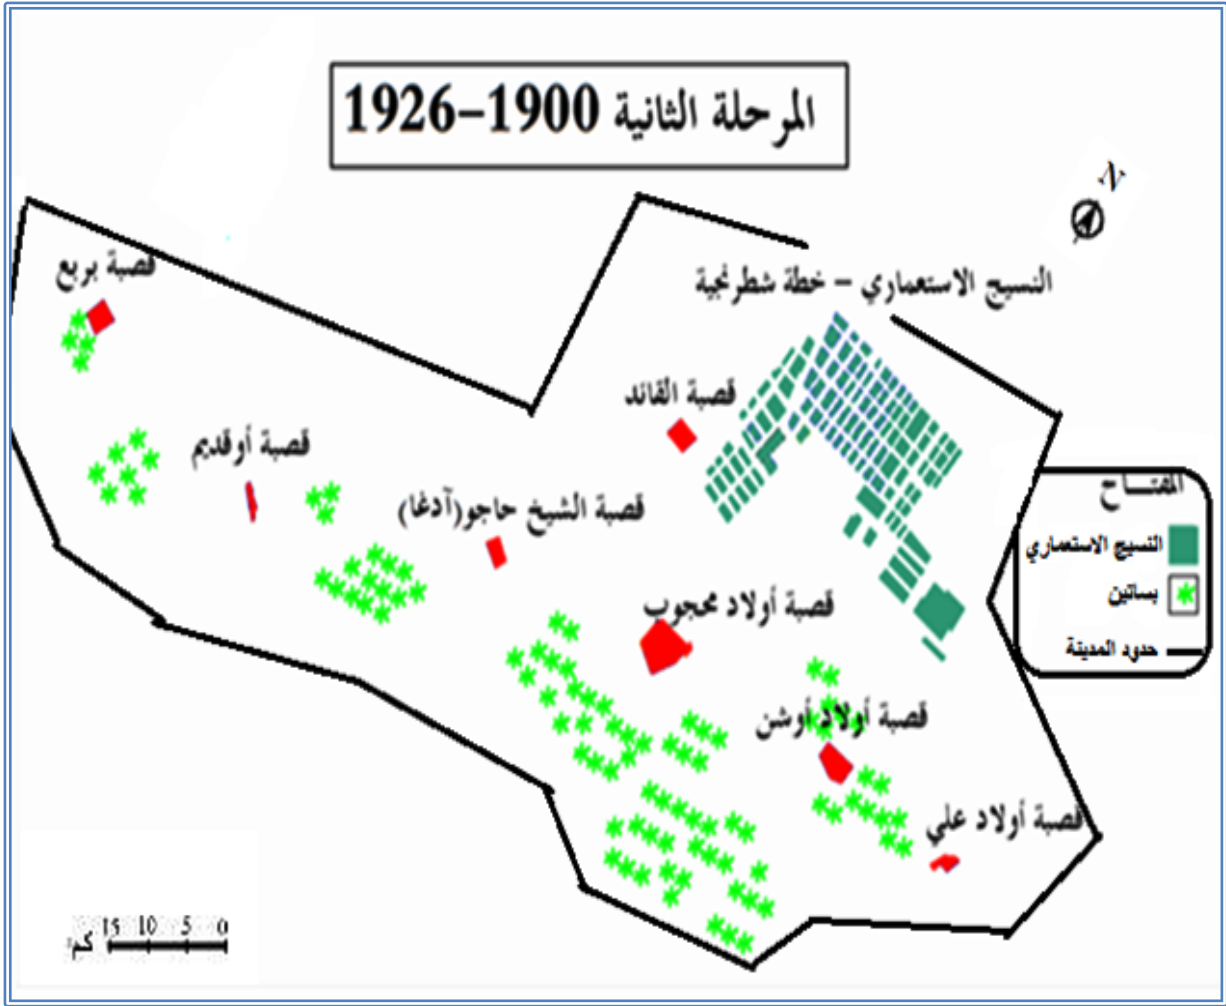 المرحلة الثانية 1900-1926
N
قصبة بربع
النسيج الاستعماري - خطة شطرنجية
قصبة القائد
قصبة أوقديم
قصبة الشيخ حاجو(آدغا)
المفتـــاح
النسيج الاستعماري
بساتين
حدود المدينة
قصبة أولاد محجوب
قصبة أولاد أوشن
قصبة أولاد علي
0 5 10 15 كم